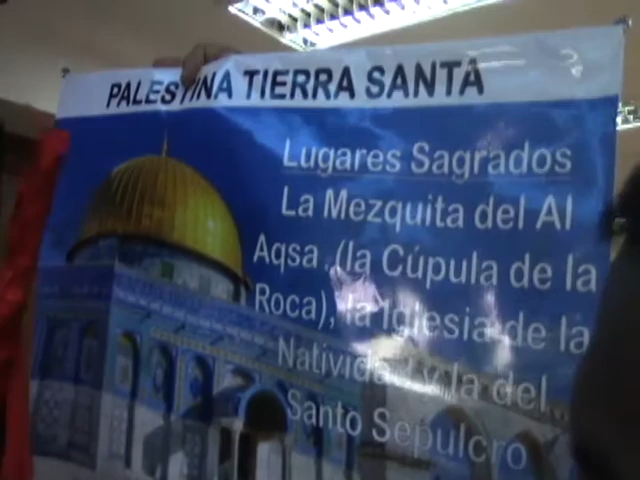 PALESTINA TIERRA SANTA
Lugares Sagrados
La Mezquita del Al
Aqsa (la Cúpula de la
Roca), la Iglesia de la
Natividad y la del
Santo Sepulcro